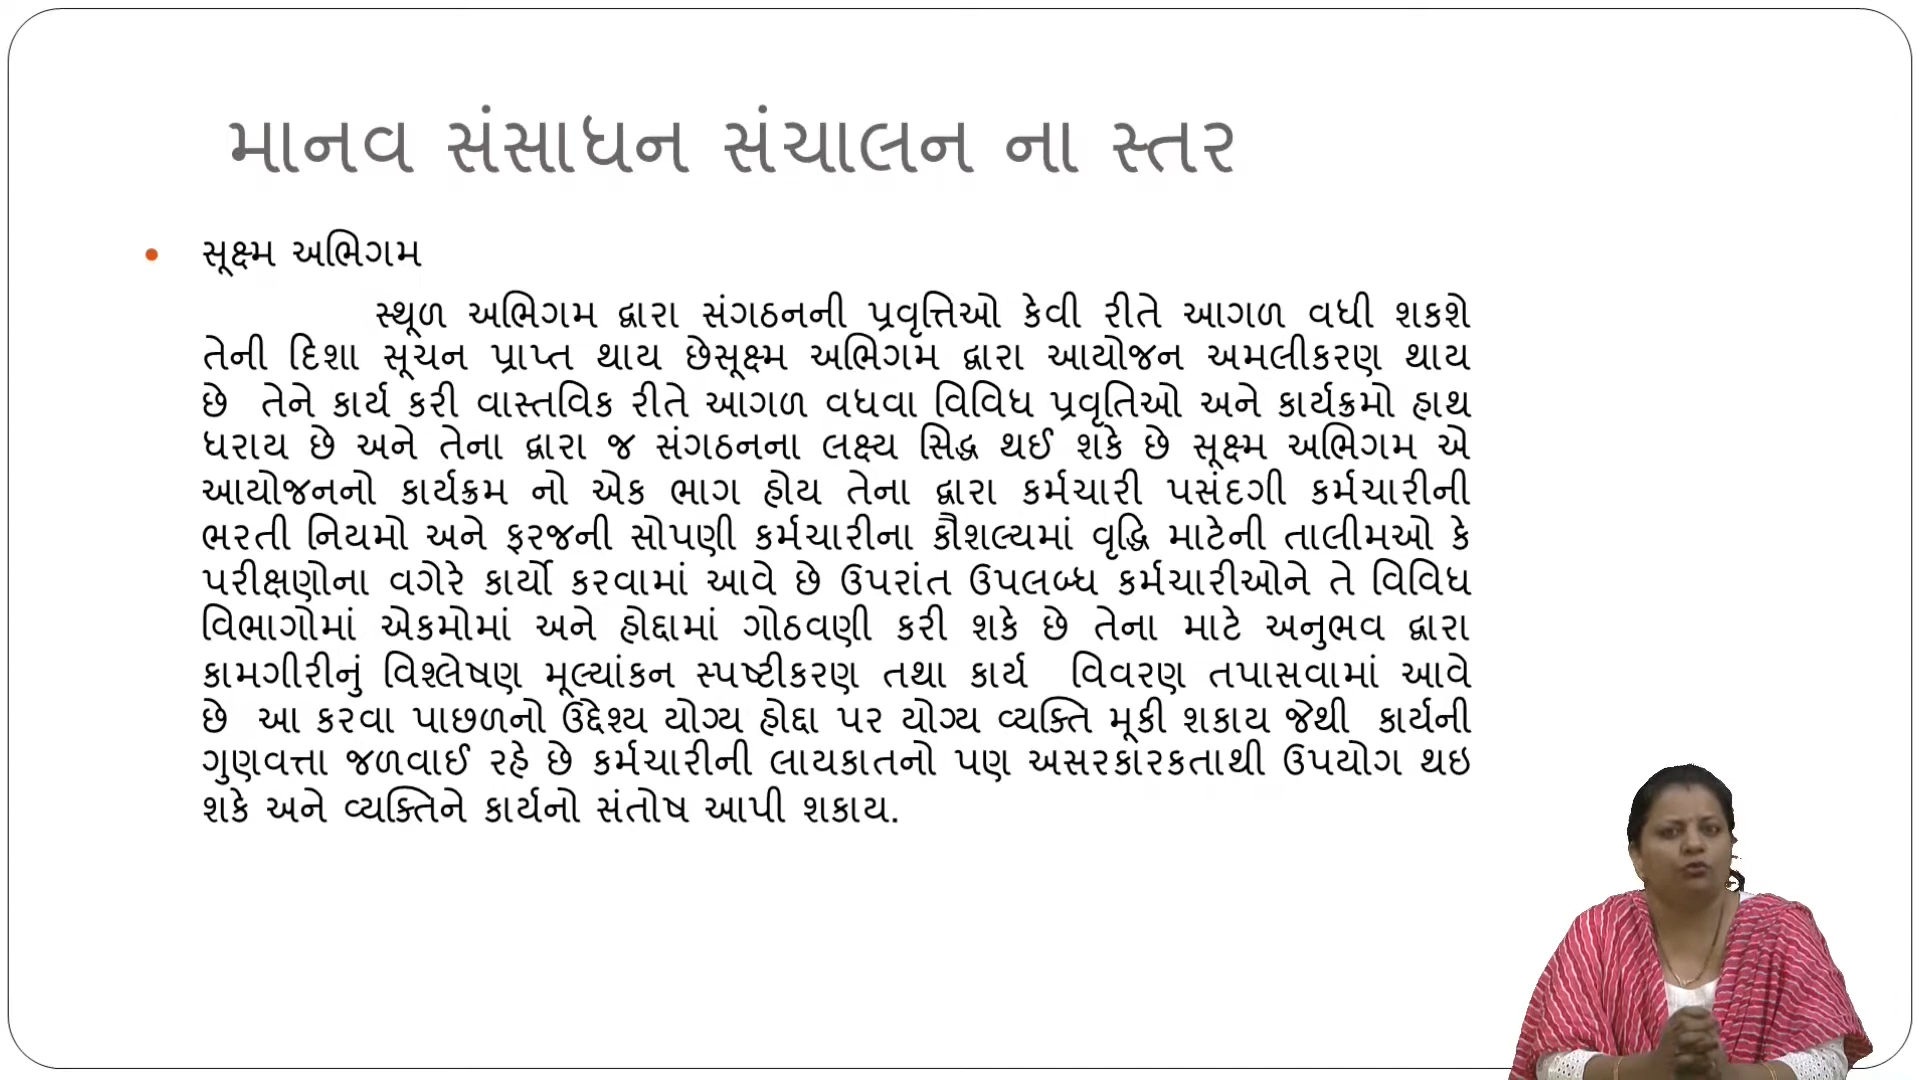 માનવ સંસાધન સંચાલન ના સ્તર
• સૂક્ષ્મ અભિગમ
સ્થૂળ અભિગમ દ્વારા સંગઠનની પ્રવૃત્તિઓ કેવી રીતે આગળ વધી શકશે
તેની દિશા સૂચન પ્રાપ્ત થાય છેસૂક્ષ્મ અભિગમ દ્વારા આયોજન અમલીકરણ થાય
છે તેને કાર્ય કરી વાસ્તવિક રીતે આગળ વધવા વિવિધ પ્રવૃતિઓ અને કાર્યક્રમો હાથ
ધરાય છે અને તેના દ્વારા જ સંગઠનના લક્ષ્ય સિદ્ધ થઈ શકે છે સૂક્ષ્મ અભિગમ એ
આયોજનનો કાર્યક્રમ નો એક ભાગ હોય તેના દ્વારા કર્મચારી પસંદગી કર્મચારીની
ભરતી નિયમો અને ફરજની સોપણી કર્મચારીના કૌશલ્યમાં વૃદ્ધિ માટેની તાલીમઓ કે
પરીક્ષણોના વગેરે કાર્યો કરવામાં આવે છે ઉપરાંત ઉપલબ્ધ કર્મચારીઓને તે વિવિધ
વિભાગોમાં એકમોમાં અને હોદ્દામાં ગોઠવણી કરી શકે છે તેના માટે અનુભવ દ્વારા
કામગીરીનું વિશ્લેષણ મૂલ્યાંકન સ્પષ્ટીકરણ તથા કાર્ય વિવરણ તપાસવામાં આવે
છે આ કરવા પાછળનો ઉદ્દેશ્ય યોગ્ય હોદ્દા પર યોગ્ય વ્યક્તિ મૂકી શકાય જેથી કાર્યની
ગુણવત્તા જળવાઈ રહે છે કર્મચારીની લાયકાતનો પણ અસરકારકતાથી ઉપયોગ થઇ
શકે અને વ્યક્તિને કાર્યનો સંતોષ આપી શકાય.